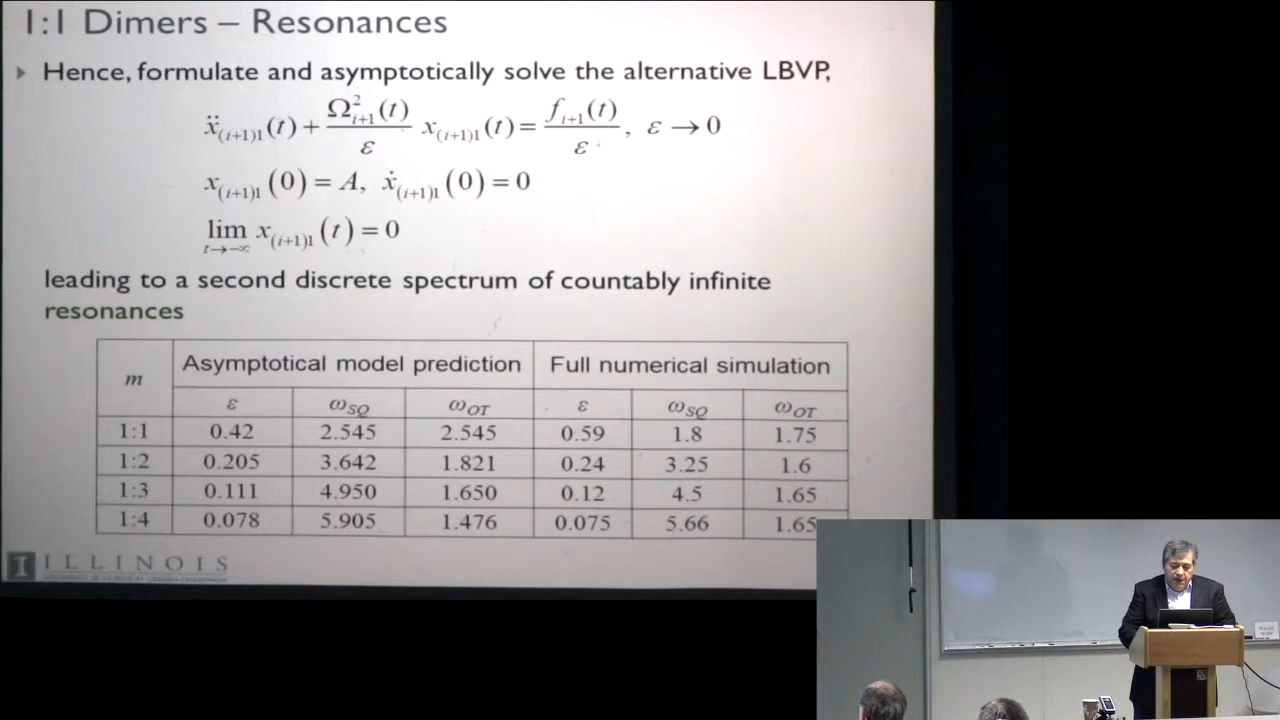 1:1 Dimers – Resonances
Hence, formulate and asymptotically solve the alternative LBVP,
ẍ₍ᵢ₊₁₎₁(t) + Ω²ᵢ₊₁(t)/ε x₍ᵢ₊₁₎₁(t) = fᵢ₊₁(t)/ε, ε → 0
x₍ᵢ₊₁₎₁(0) = A, ẋ₍ᵢ₊₁₎₁(0) = 0
lim t→−∞ x₍ᵢ₊₁₎₁(t) = 0
leading to a second discrete spectrum of countably infinite
resonances
m Asymptotical model prediction Full numerical simulation
ε ω_SQ ω_OT ε ω_SQ ω_OT
1:1 0.42 2.545 2.545 0.59 1.8 1.75
1:2 0.205 3.642 1.821 0.24 3.25 1.6
1:3 0.111 4.950 1.650 0.12 4.5 1.65
1:4 0.078 5.905 1.476 0.075 5.66 1.65
I ILLINOIS